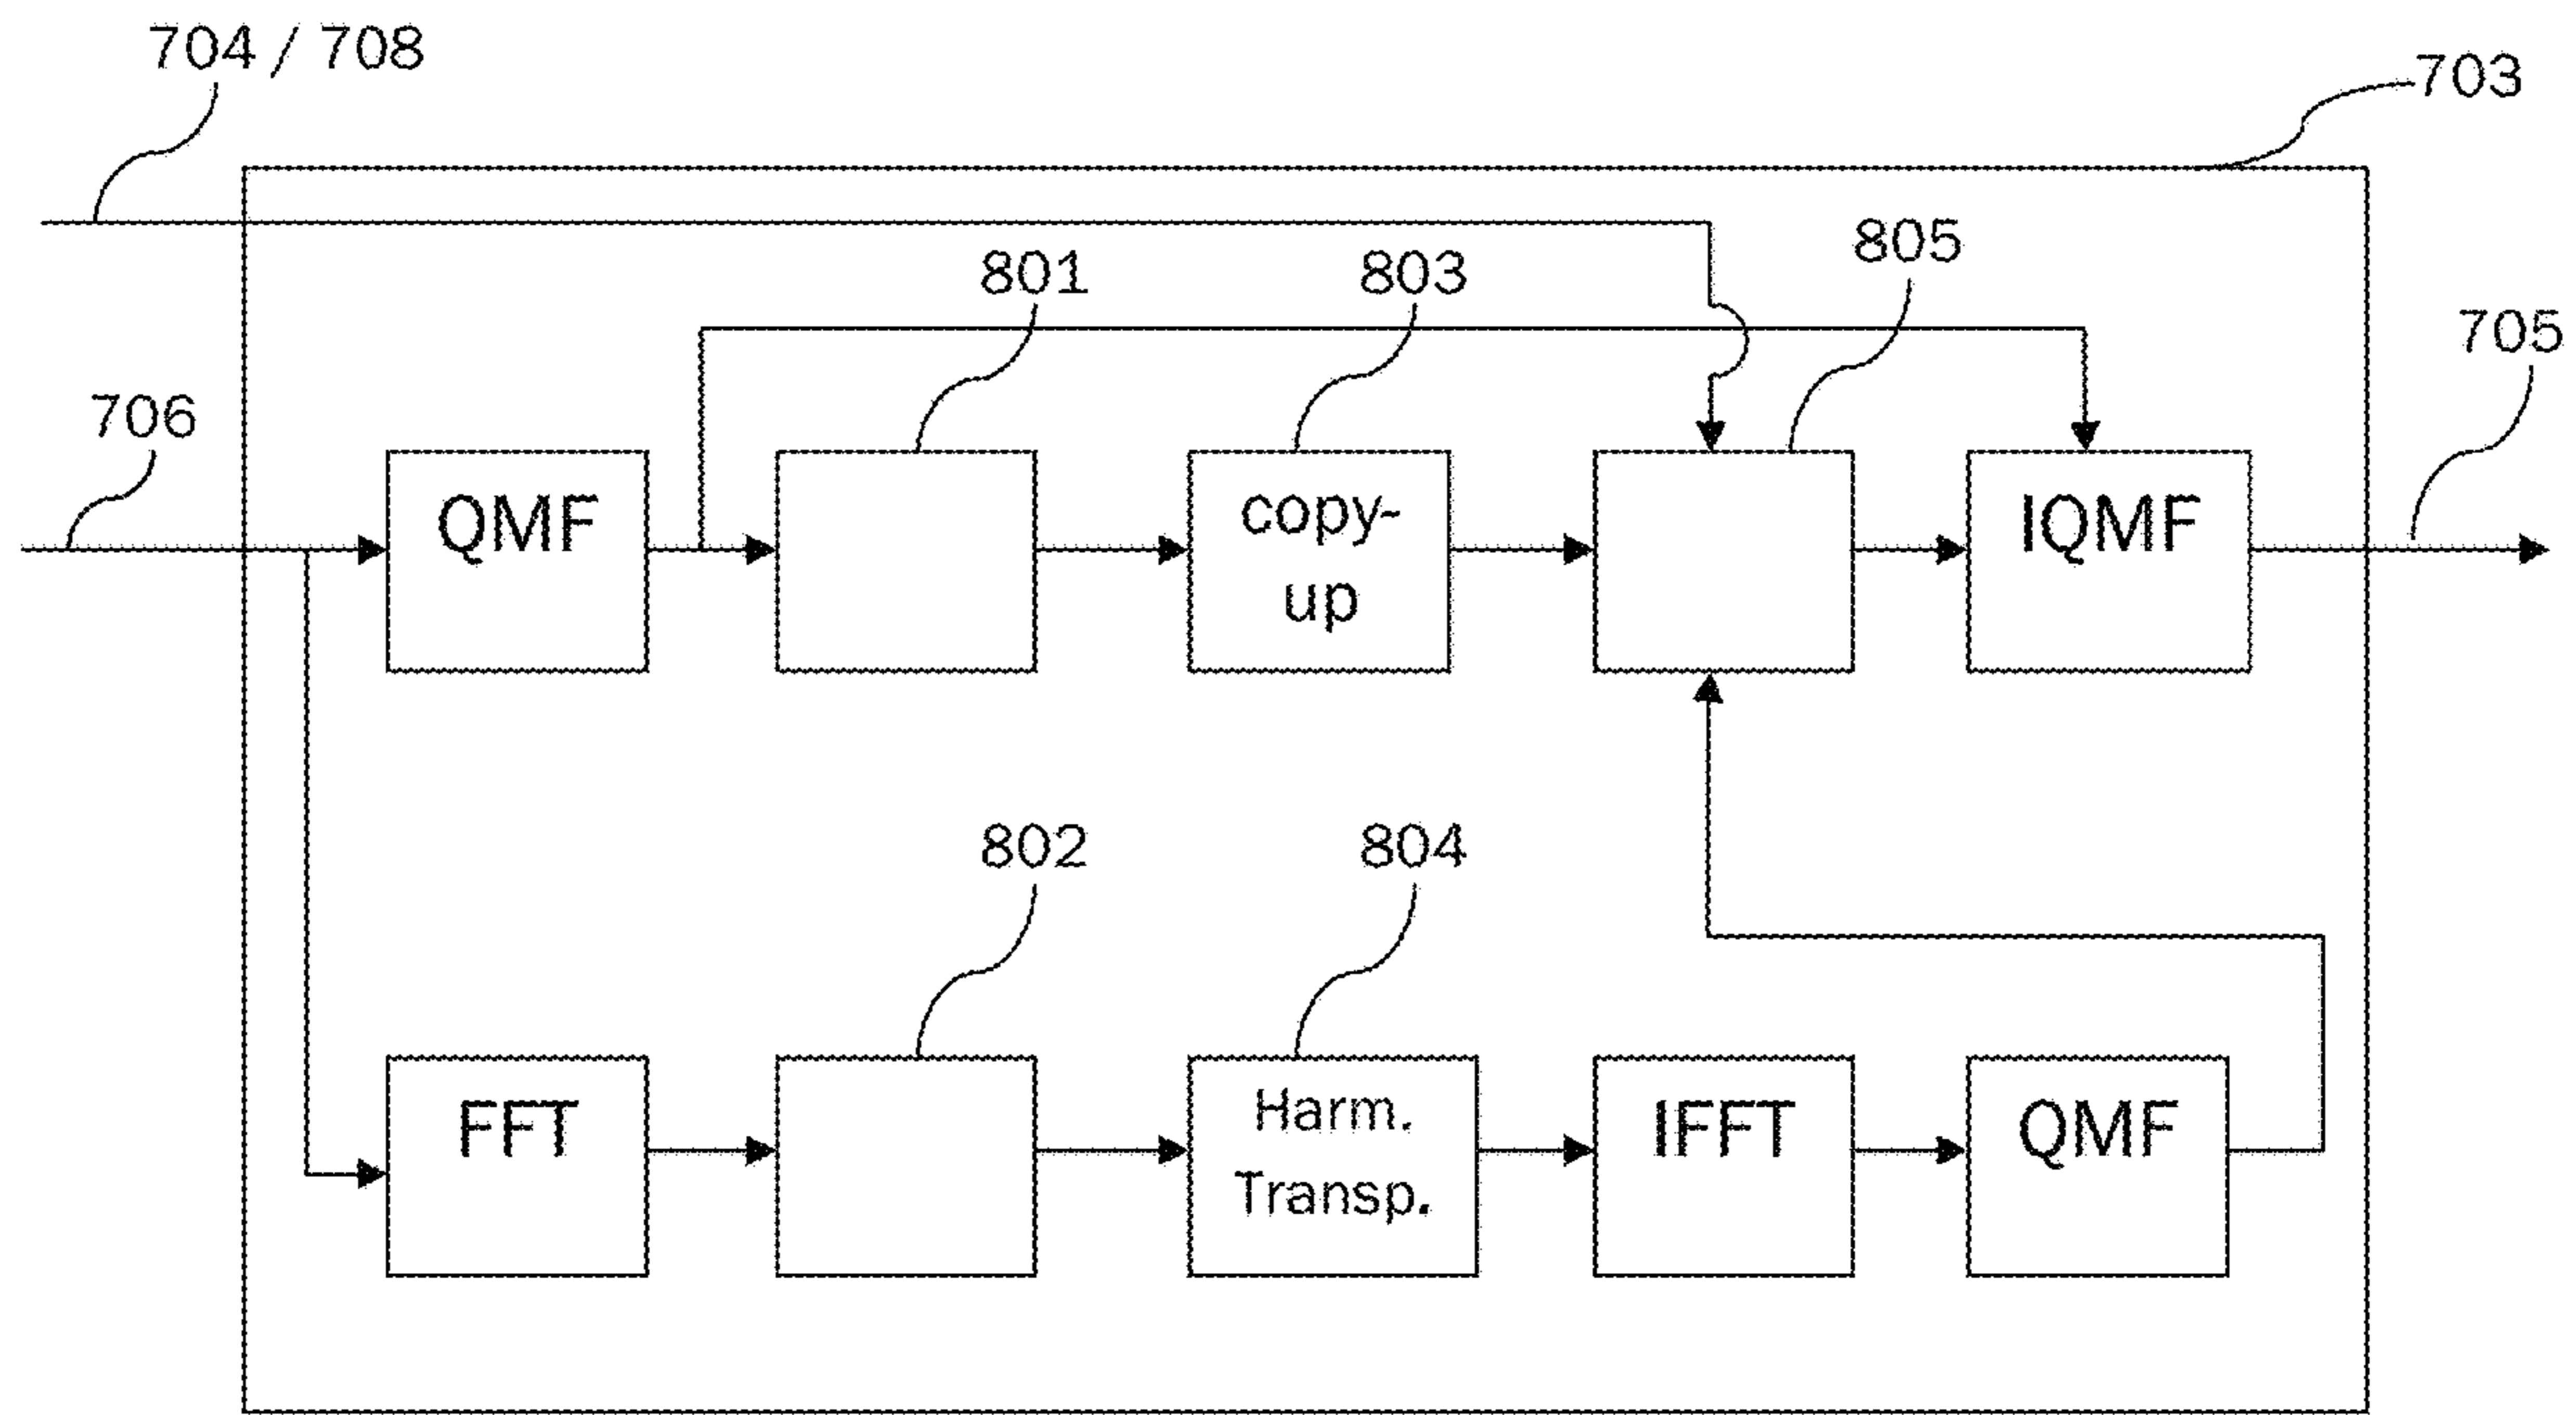 704 / 708
703
801
803
805
705
706
QMF
copy-
up
IQMF
802
804
FFT
Harm.
Transp.
IFFT
QMF